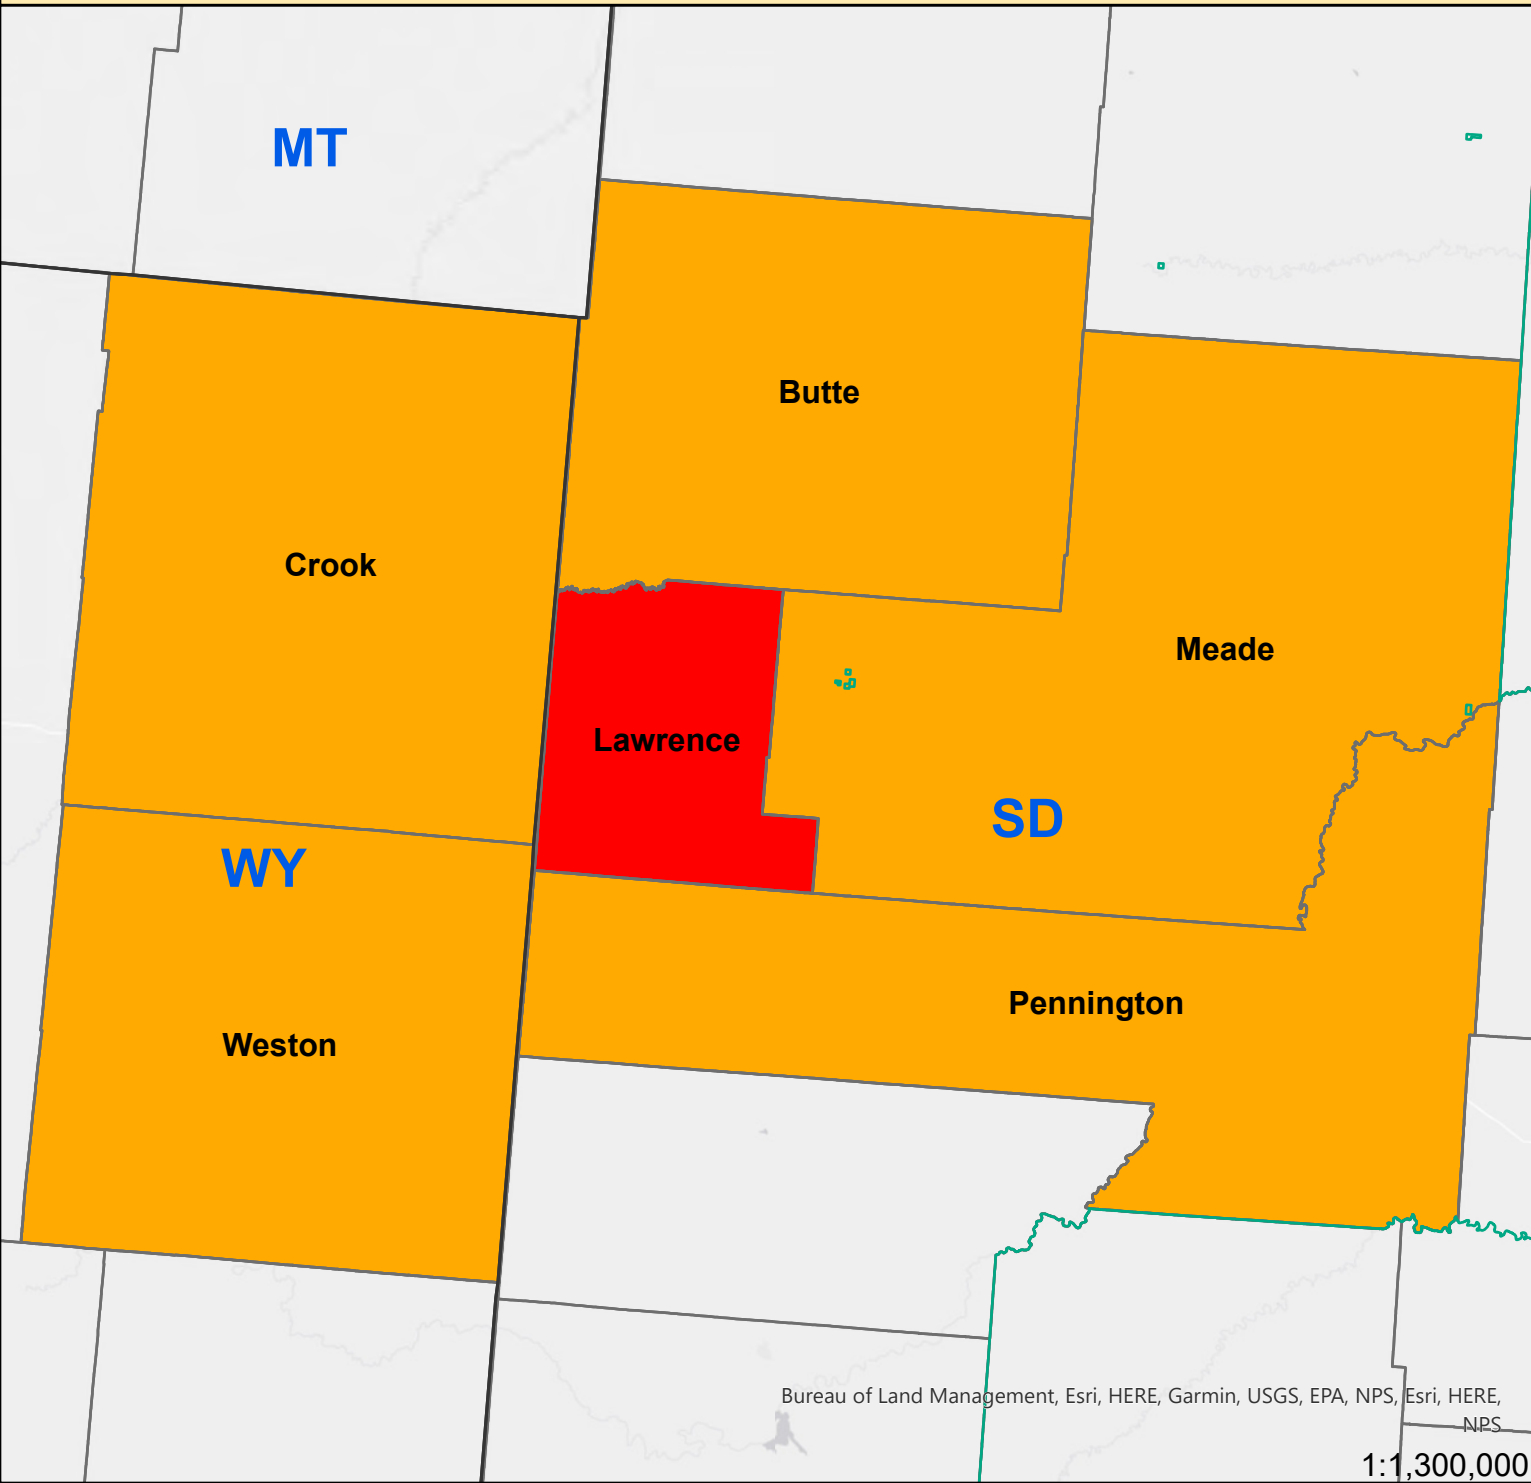 MT
Butte
Crook
Meade
Lawrence
SD
WY
Pennington
Weston
Bureau of Land Management, Esri, HERE, Garmin, USGS, EPA, NPS, Esri, HERE,
NPS
1:1,300,000